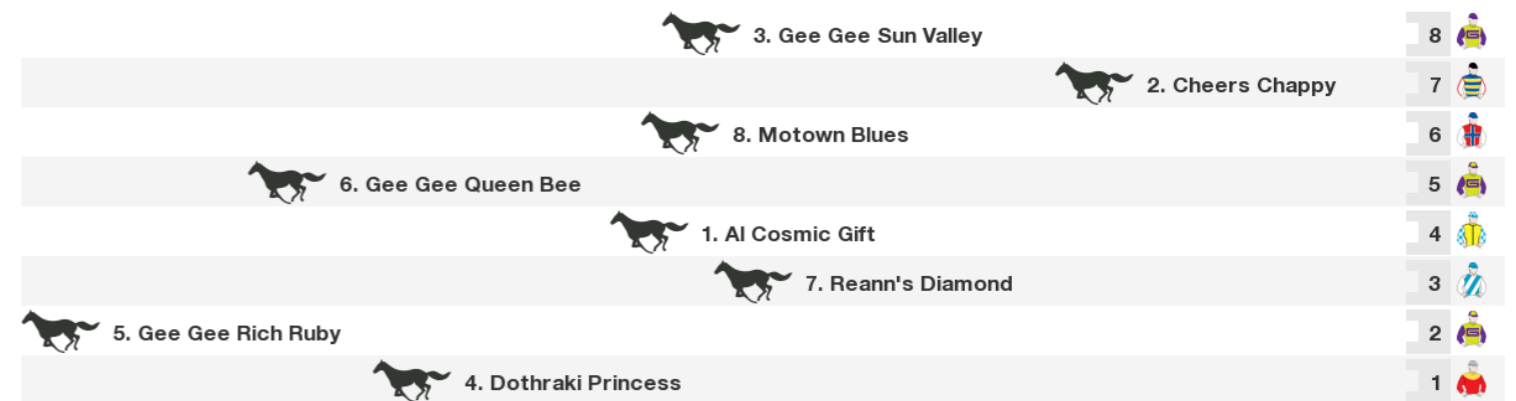 3. Gee Gee Sun Valley 8
2. Cheers Chappy 7
8. Motown Blues 6
6. Gee Gee Queen Bee 5
1. Al Cosmic Gift 4
7. Reann's Diamond 3
5. Gee Gee Rich Ruby 2
4. Dothraki Princess 1